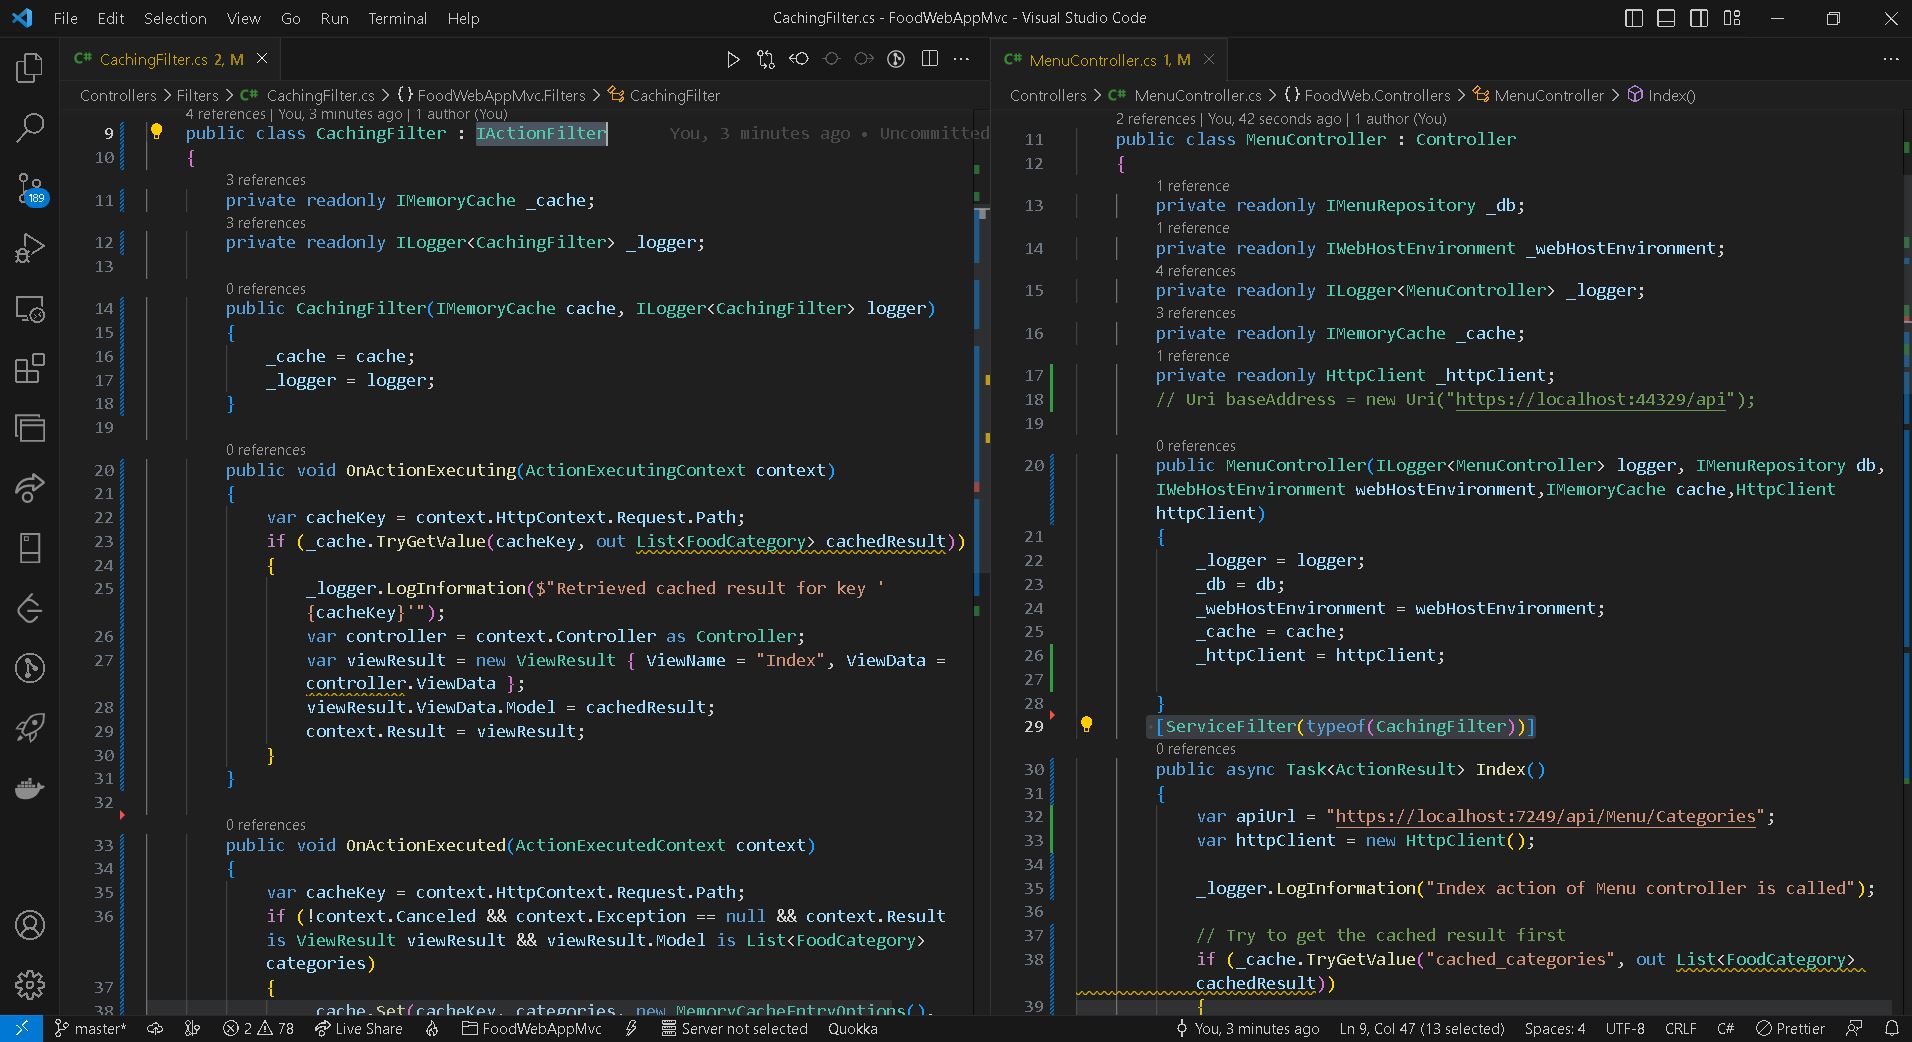 File Edit Selection View Go Run Terminal Help
CachingFilter.cs - FoodWebAppMvc - Visual Studio Code
C# CachingFilter.cs 2, M
Controllers > Filters > C# CachingFilter.cs > {} FoodWebAppMvc.Filters > CachingFilter
4 references | You, 3 minutes ago | 1 author (You)
9 public class CachingFilter : IActionFilter You, 3 minutes ago • Uncommitted
10 {
3 references
11 private readonly IMemoryCache _cache;
3 references
12 private readonly ILogger<CachingFilter> _logger;
13
0 references
14 public CachingFilter(IMemoryCache cache, ILogger<CachingFilter> logger)
15 {
16 _cache = cache;
17 _logger = logger;
18 }
19
0 references
20 public void OnActionExecuting(ActionExecutingContext context)
21 {
22 var cacheKey = context.HttpContext.Request.Path;
23 if (_cache.TryGetValue(cacheKey, out List<FoodCategory> cachedResult))
24 {
25 _logger.LogInformation($"Retrieved cached result for key '
{cacheKey}'");
26 var controller = context.Controller as Controller;
27 var viewResult = new ViewResult { ViewName = "Index", ViewData =
controller.ViewData };
28 viewResult.ViewData.Model = cachedResult;
29 context.Result = viewResult;
30 }
31 }
32
0 references
33 public void OnActionExecuted(ActionExecutedContext context)
34 {
35 var cacheKey = context.HttpContext.Request.Path;
36 if (!context.Canceled && context.Exception == null && context.Result
is ViewResult viewResult && viewResult.Model is List<FoodCategory>
categories)
37 {
38 _cache.Set(cacheKey, categories, new MemoryCacheEntryOptions().
C# MenuController.cs 1, M
Controllers > C# MenuController.cs > {} FoodWeb.Controllers > MenuController > Index()
2 references | You, 42 seconds ago | 1 author (You)
11 public class MenuController : Controller
12 {
1 reference
13 private readonly IMenuRepository _db;
1 reference
14 private readonly IWebHostEnvironment _webHostEnvironment;
4 references
15 private readonly ILogger<MenuController> _logger;
3 references
16 private readonly IMemoryCache _cache;
1 reference
17 private readonly HttpClient _httpClient;
18 // Uri baseAddress = new Uri("https://localhost:44329/api");
19
0 references
20 public MenuController(ILogger<MenuController> logger, IMenuRepository db,
IWebHostEnvironment webHostEnvironment,IMemoryCache cache,HttpClient
httpClient)
21 {
22 _logger = logger;
23 _db = db;
24 _webHostEnvironment = webHostEnvironment;
25 _cache = cache;
26 _httpClient = httpClient;
27
28 }
29 [ServiceFilter(typeof(CachingFilter))]
0 references
30 public async Task<ActionResult> Index()
31 {
32 var apiUrl = "https://localhost:7249/api/Menu/Categories";
33 var httpClient = new HttpClient();
34
35 _logger.LogInformation("Index action of Menu controller is called");
36
37 // Try to get the cached result first
38 if (_cache.TryGetValue("cached_categories", out List<FoodCategory>
cachedResult))
39 {
189
master* 2 78 Live Share FoodWebAppMvc Server not selected Quokka You, 3 minutes ago Ln 9, Col 47 (13 selected) Spaces: 4 UTF-8 CRLF C# Prettier